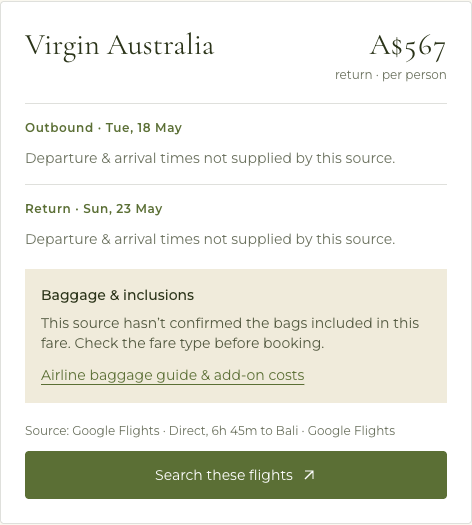 Virgin Australia
A$567
return · per person
Outbound · Tue, 18 May
Departure & arrival times not supplied by this source.
Return · Sun, 23 May
Departure & arrival times not supplied by this source.
Baggage & inclusions
This source hasn’t confirmed the bags included in this
fare. Check the fare type before booking.
Airline baggage guide & add-on costs
Source: Google Flights · Direct, 6h 45m to Bali · Google Flights
Search these flights ↗